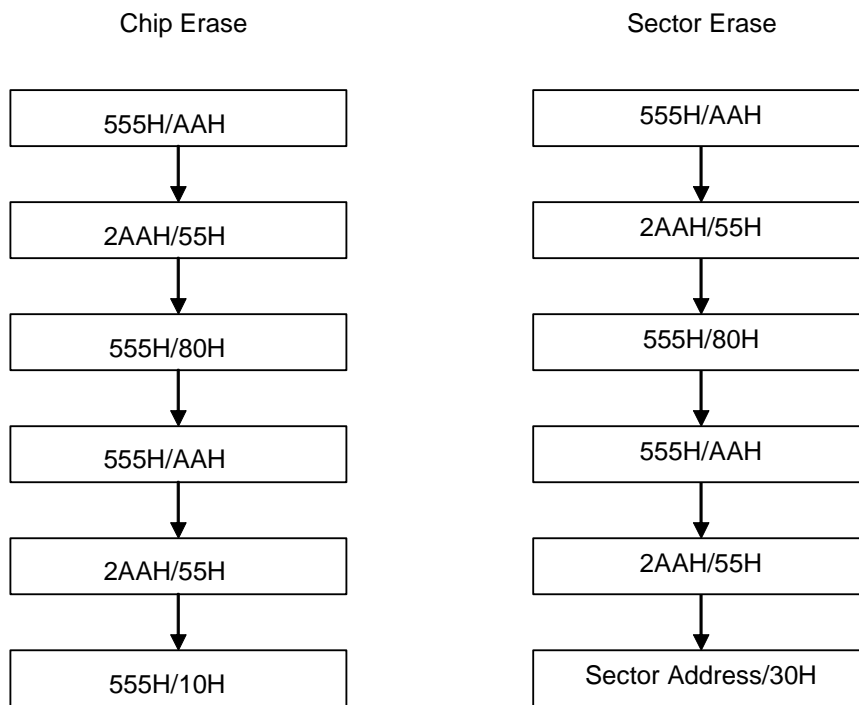 Chip Erase
555H/AAH
2AAH/55H
555H/80H
555H/AAH
2AAH/55H
555H/10H
Sector Erase
555H/AAH
2AAH/55H
555H/80H
555H/AAH
2AAH/55H
Sector Address/30H